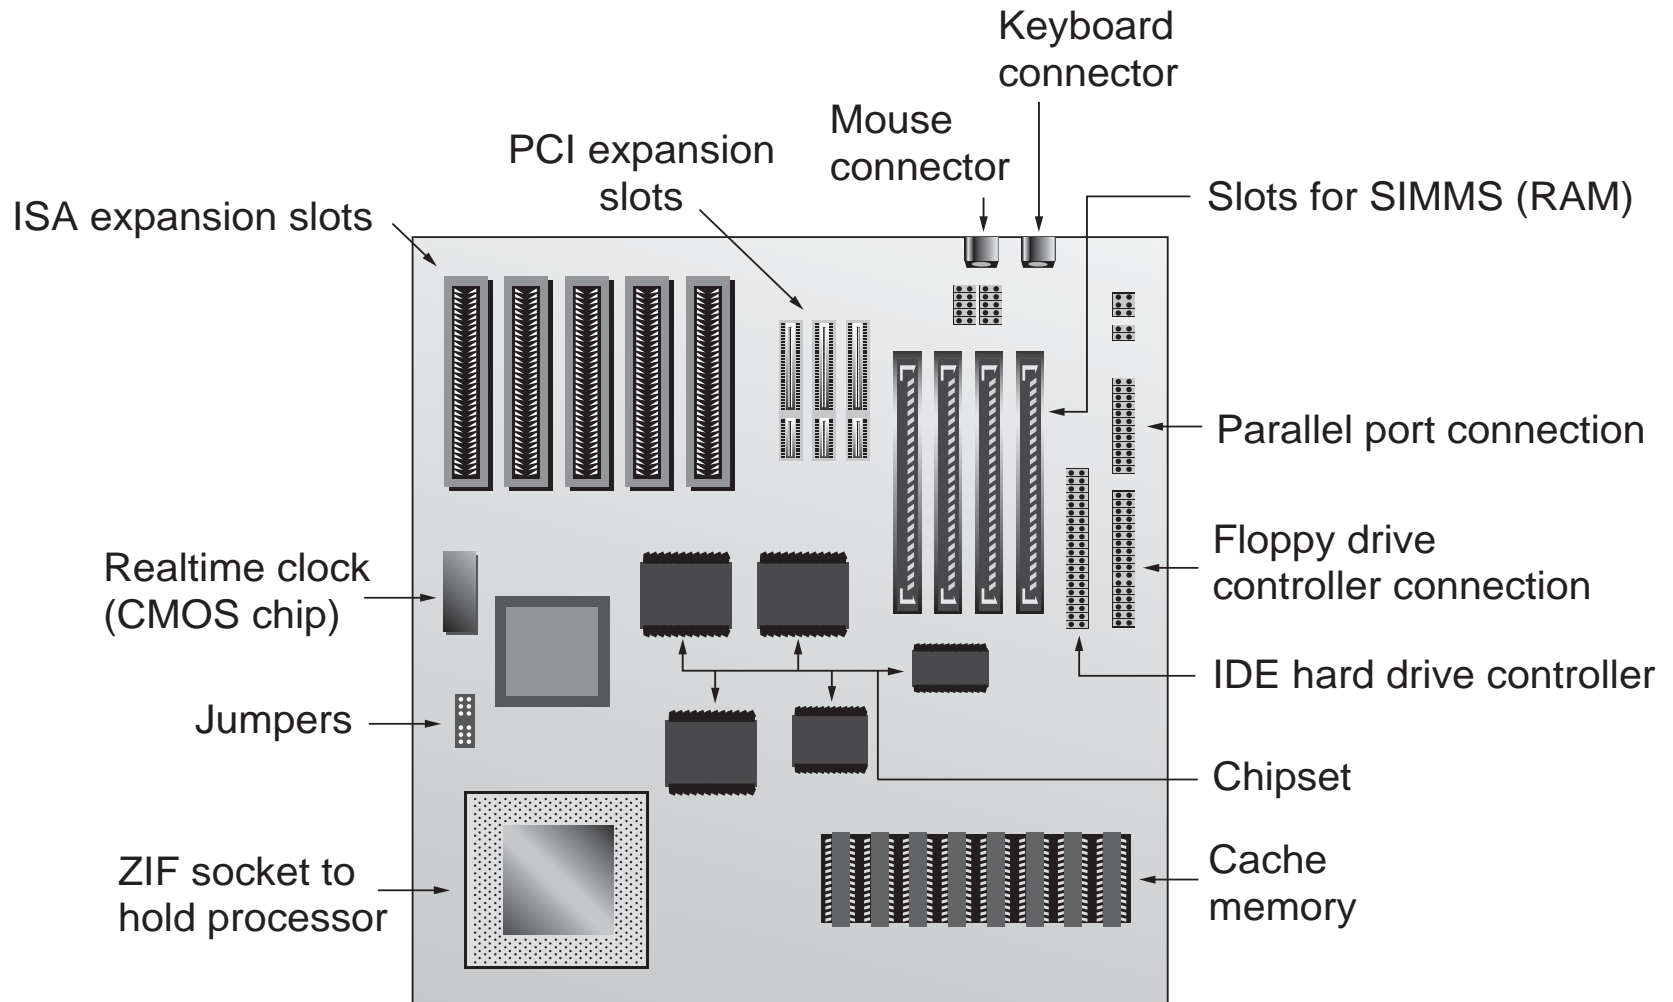 Keyboard
connector
Mouse
connector
PCI expansion
slots
Slots for SIMMS (RAM)
ISA expansion slots
Parallel port connection
Floppy drive
controller connection
Realtime clock
(CMOS chip)
IDE hard drive controller
Jumpers
Chipset
ZIF socket to
hold processor
Cache
memory